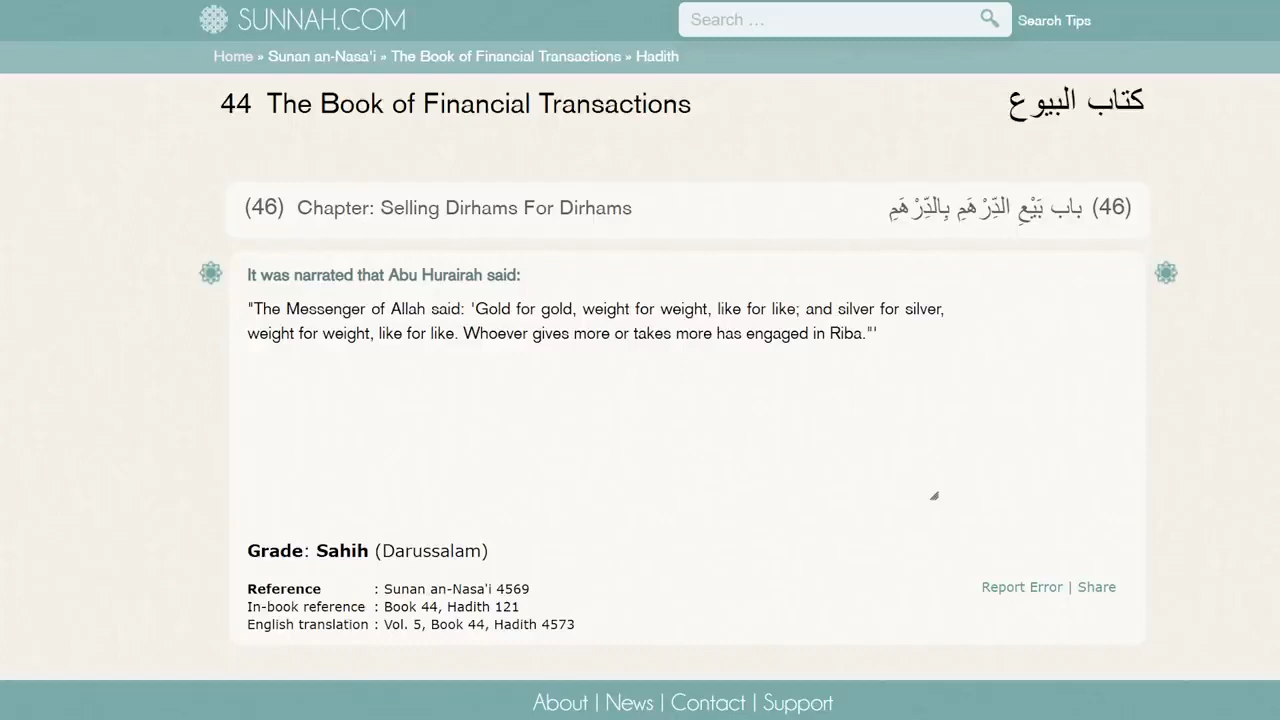 SUNNAH.COM
Search ...
Search Tips
Home » Sunan an-Nasa'i » The Book of Financial Transactions » Hadith
44 The Book of Financial Transactions
كتاب البيوع
(46) Chapter: Selling Dirhams For Dirhams
(46) باب بَيْعِ الدِّرْهَمِ بِالدِّرْهَمِ
It was narrated that Abu Hurairah said:
"The Messenger of Allah said: 'Gold for gold, weight for weight, like for like; and silver for silver,
weight for weight, like for like. Whoever gives more or takes more has engaged in Riba."'
Grade: Sahih (Darussalam)
Reference : Sunan an-Nasa'i 4569
In-book reference : Book 44, Hadith 121
English translation : Vol. 5, Book 44, Hadith 4573
Report Error | Share
About | News | Contact | Support